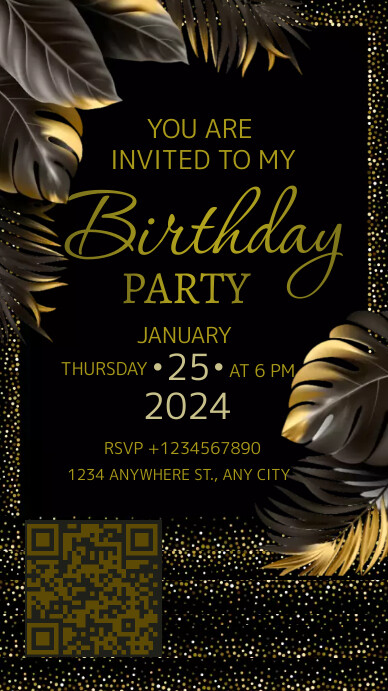 YOU ARE
INVITED TO MY
Birthday
PARTY
JANUARY
THURSDAY •25• AT 6 PM
2024
RSVP +1234567890
1234 ANYWHERE ST., ANY CITY